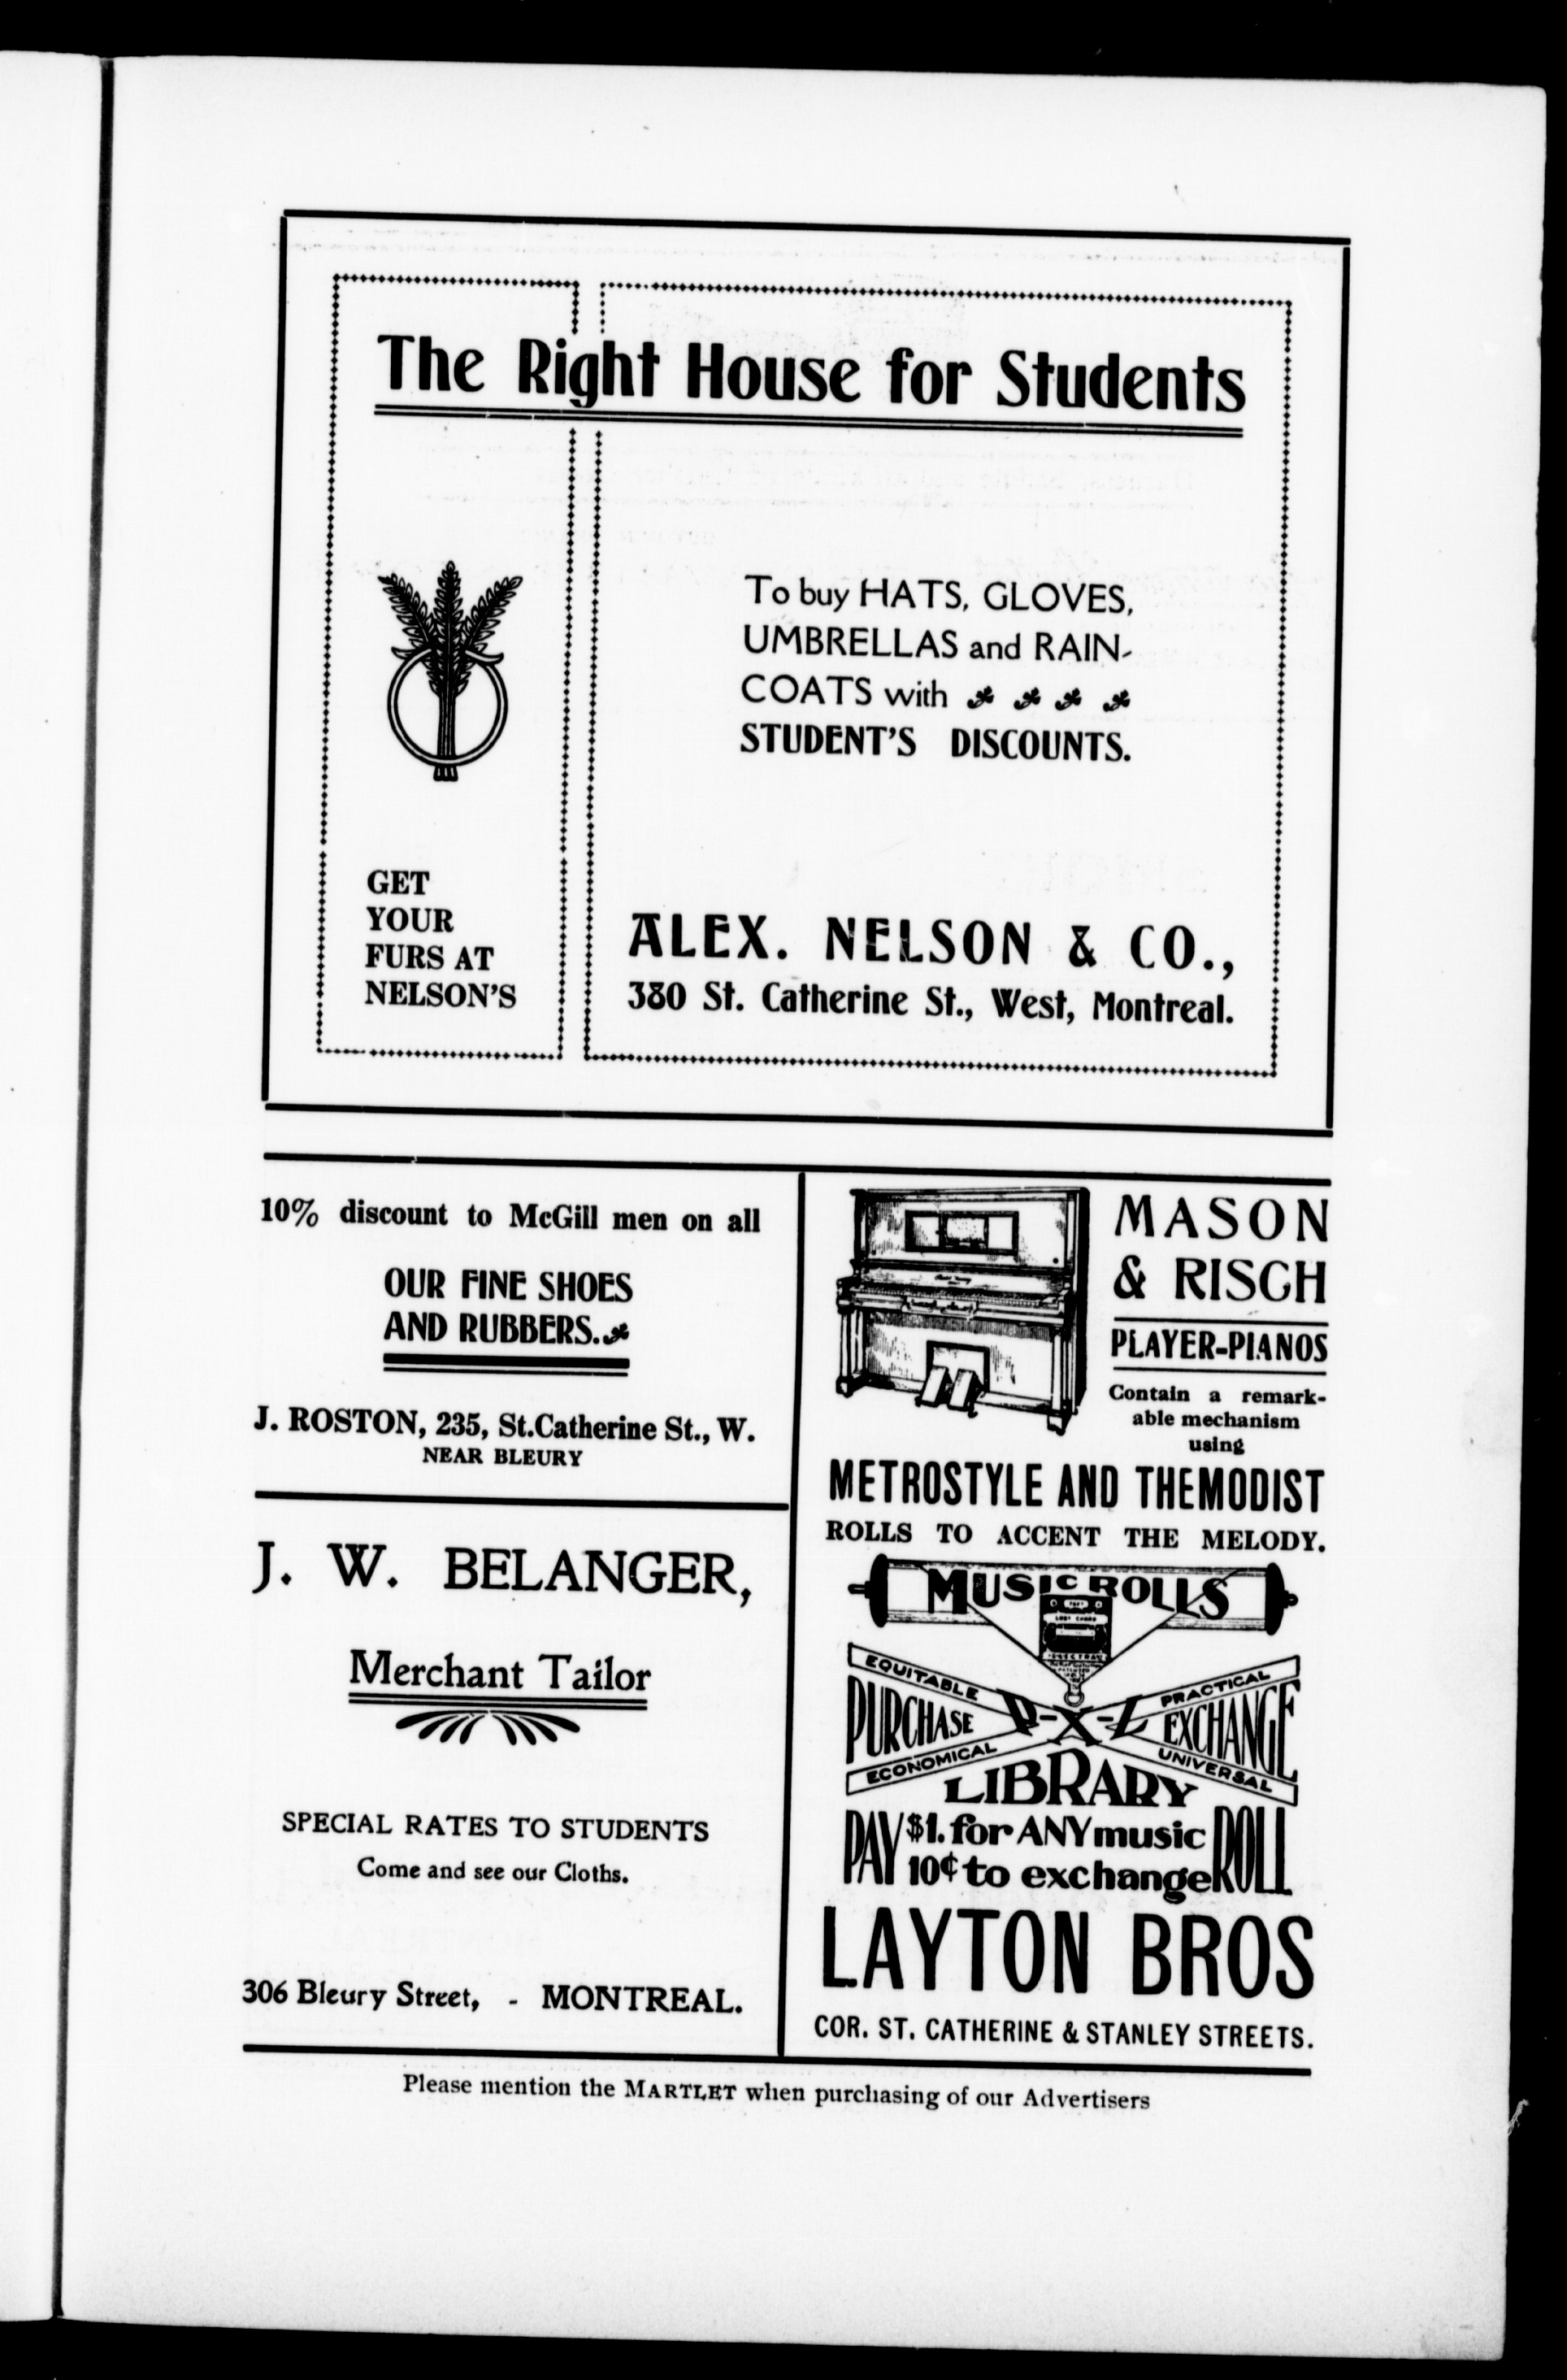 The Right House for Students
To buy HATS, GLOVES,
UMBRELLAS and RAIN-
COATS with
STUDENT'S DISCOUNTS.
GET
YOUR
FURS AT
NELSON'S
ALEX. NELSON & CO.,
380 St. Catherine St., West, Montreal.
10% discount to McGill men on all
OUR FINE SHOES
AND RUBBERS.
J. ROSTON, 235, St.Catherine St., W.
NEAR BLEURY
J. W. BELANGER,
Merchant Tailor
SPECIAL RATES TO STUDENTS
Come and see our Cloths.
306 Bleury Street, - MONTREAL.
MASON
& RISCH
PLAYER-PIANOS
Contain a remark-
able mechanism
using
METROSTYLE AND THEMODIST
ROLLS TO ACCENT THE MELODY.
MUSIC ROLLS
EQUITABLE
PURCHASE
ECONOMICAL
U-X-L
PRACTICAL
EXCHANGE
UNIVERSAL
LIBRARY
PAY $1. for ANY music ROLL
10¢ to exchange
LAYTON BROS
COR. ST. CATHERINE & STANLEY STREETS.
Please mention the MARTLET when purchasing of our Advertisers